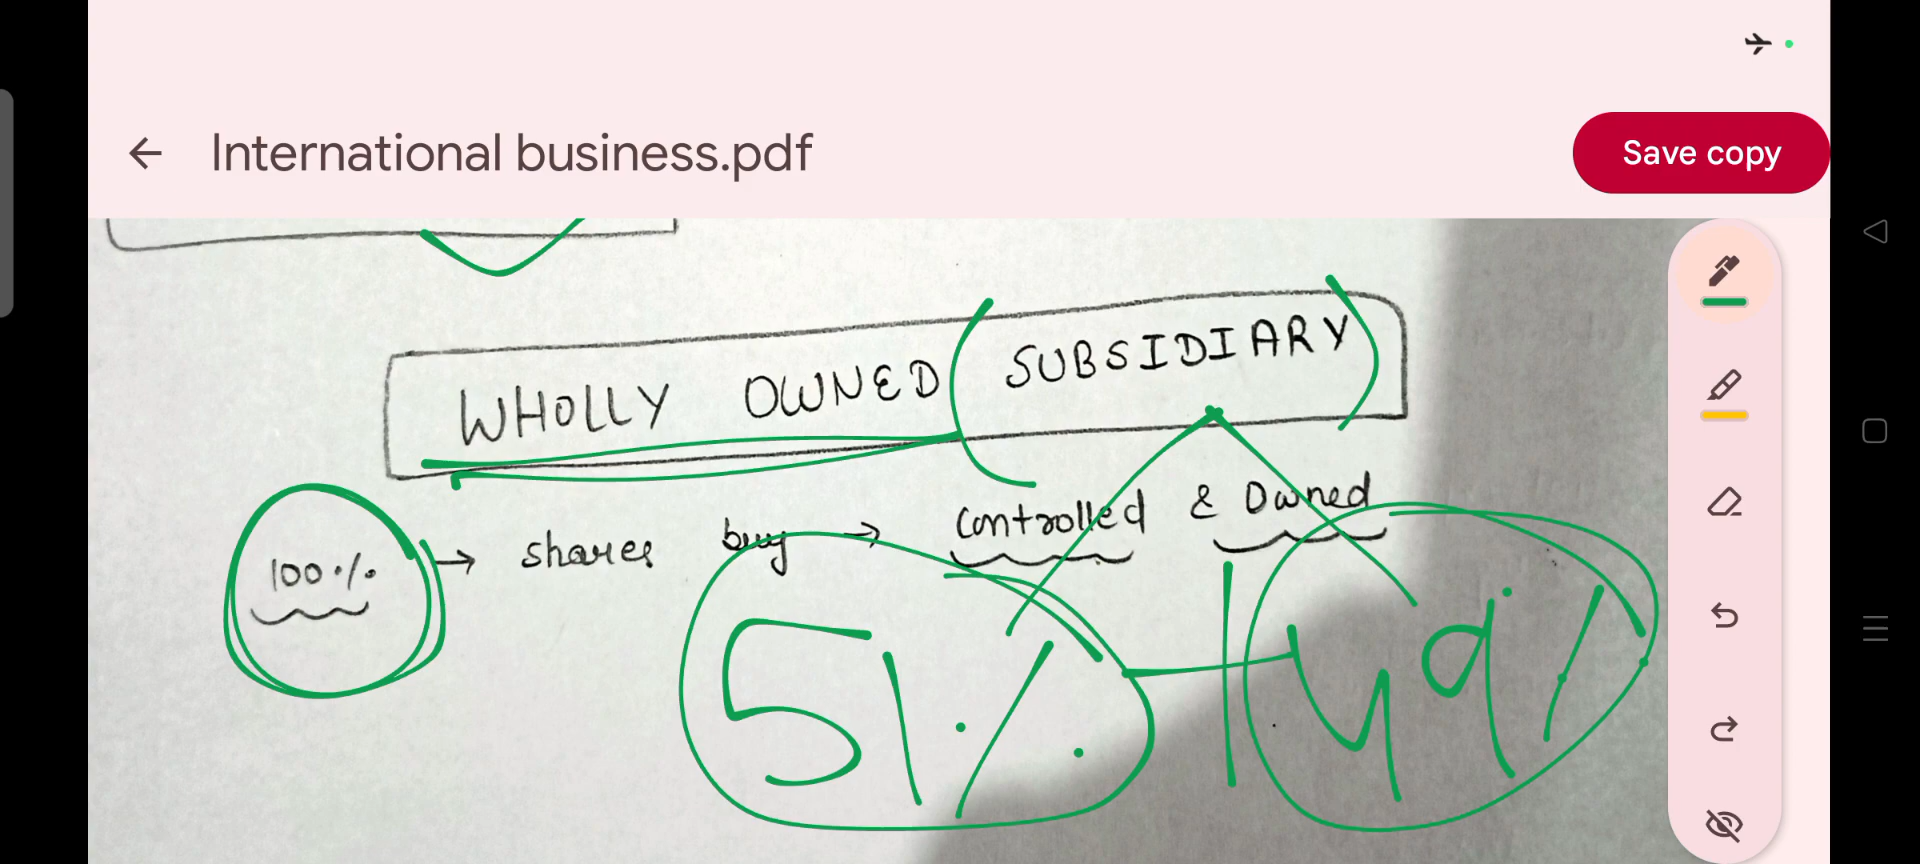 International business.pdf
Save copy
WHOLLY OWNED SUBSIDIARY
100% → shares buy → controlled & Owned
51% 49%